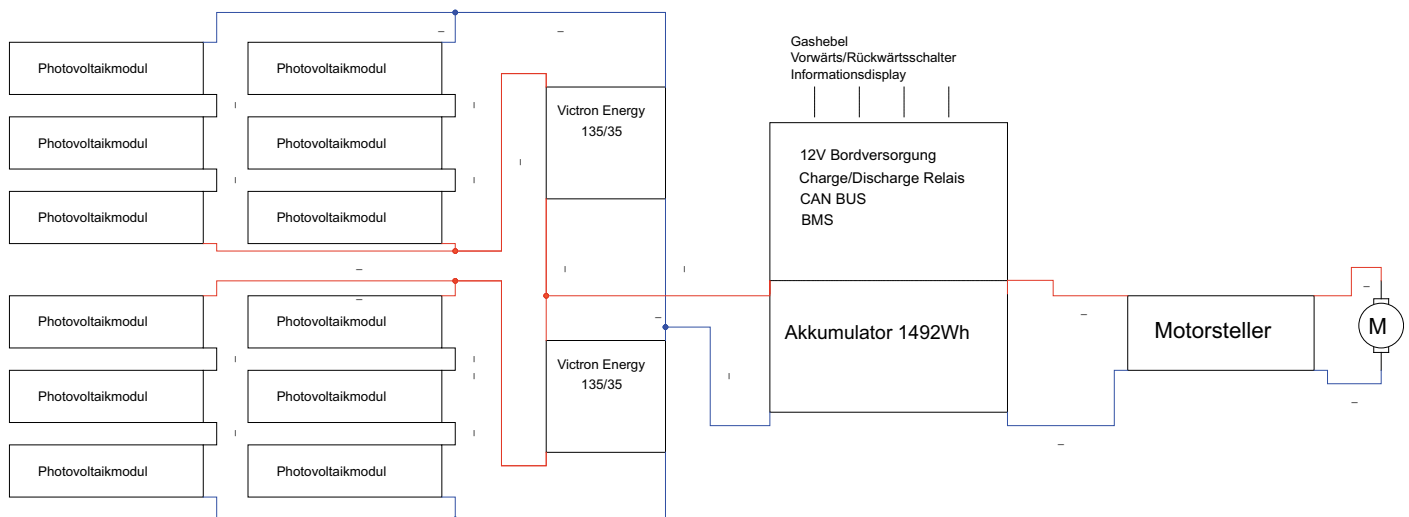 Gashebel
Vorwärts/Rückwärtsschalter
Informationsdisplay
Photovoltaikmodul
Photovoltaikmodul
Victron Energy
135/35
Photovoltaikmodul
Photovoltaikmodul
12V Bordversorgung
Charge/Discharge Relais
CAN BUS
BMS
Photovoltaikmodul
Photovoltaikmodul
Photovoltaikmodul
Photovoltaikmodul
Akkumulator 1492Wh
Motorsteller
M
Victron Energy
135/35
Photovoltaikmodul
Photovoltaikmodul
Photovoltaikmodul
Photovoltaikmodul